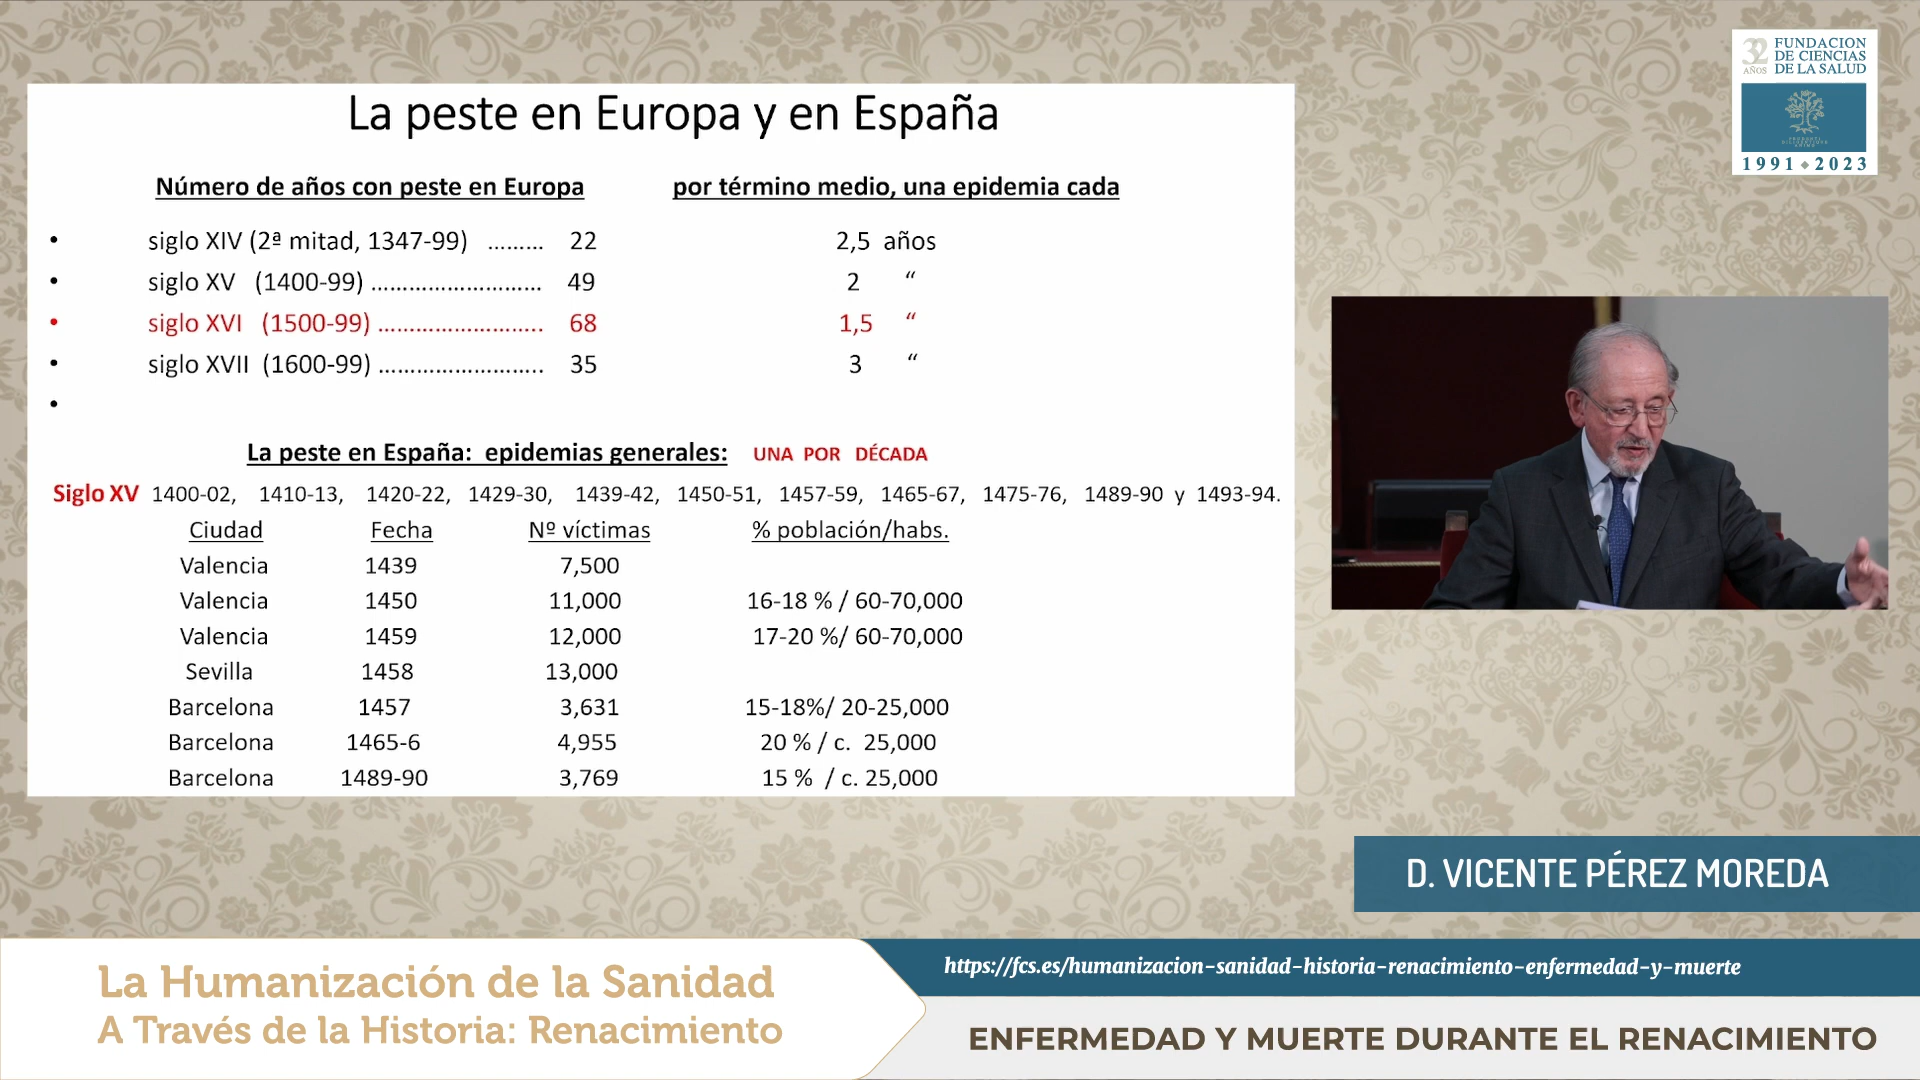 La peste en Europa y en España
Número de años con peste en Europa por término medio, una epidemia cada
• siglo XIV (2ª mitad, 1347-99) ……… 22 2,5 años
• siglo XV (1400-99) ……………………… 49 2 “
• siglo XVI (1500-99) …………………….. 68 1,5 “
• siglo XVII (1600-99) …………………….. 35 3 “
•
La peste en España: epidemias generales: UNA POR DÉCADA
Siglo XV 1400-02, 1410-13, 1420-22, 1429-30, 1439-42, 1450-51, 1457-59, 1465-67, 1475-76, 1489-90 y 1493-94.
Ciudad Fecha Nº víctimas % población/habs.
Valencia 1439 7,500
Valencia 1450 11,000 16-18 % / 60-70,000
Valencia 1459 12,000 17-20 %/ 60-70,000
Sevilla 1458 13,000
Barcelona 1457 3,631 15-18%/ 20-25,000
Barcelona 1465-6 4,955 20 % / c. 25,000
Barcelona 1489-90 3,769 15 % / c. 25,000
32 AÑOS
FUNDACION
DE CIENCIAS
DE LA SALUD
1991 ◆ 2023
D. VICENTE PÉREZ MOREDA
La Humanización de la Sanidad
A Través de la Historia: Renacimiento
https://fcs.es/humanizacion-sanidad-historia-renacimiento-enfermedad-y-muerte
ENFERMEDAD Y MUERTE DURANTE EL RENACIMIENTO